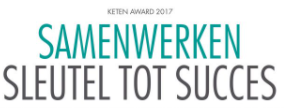 KETEN AWARD 2017
SAMENWERKEN
SLEUTEL TOT SUCCES